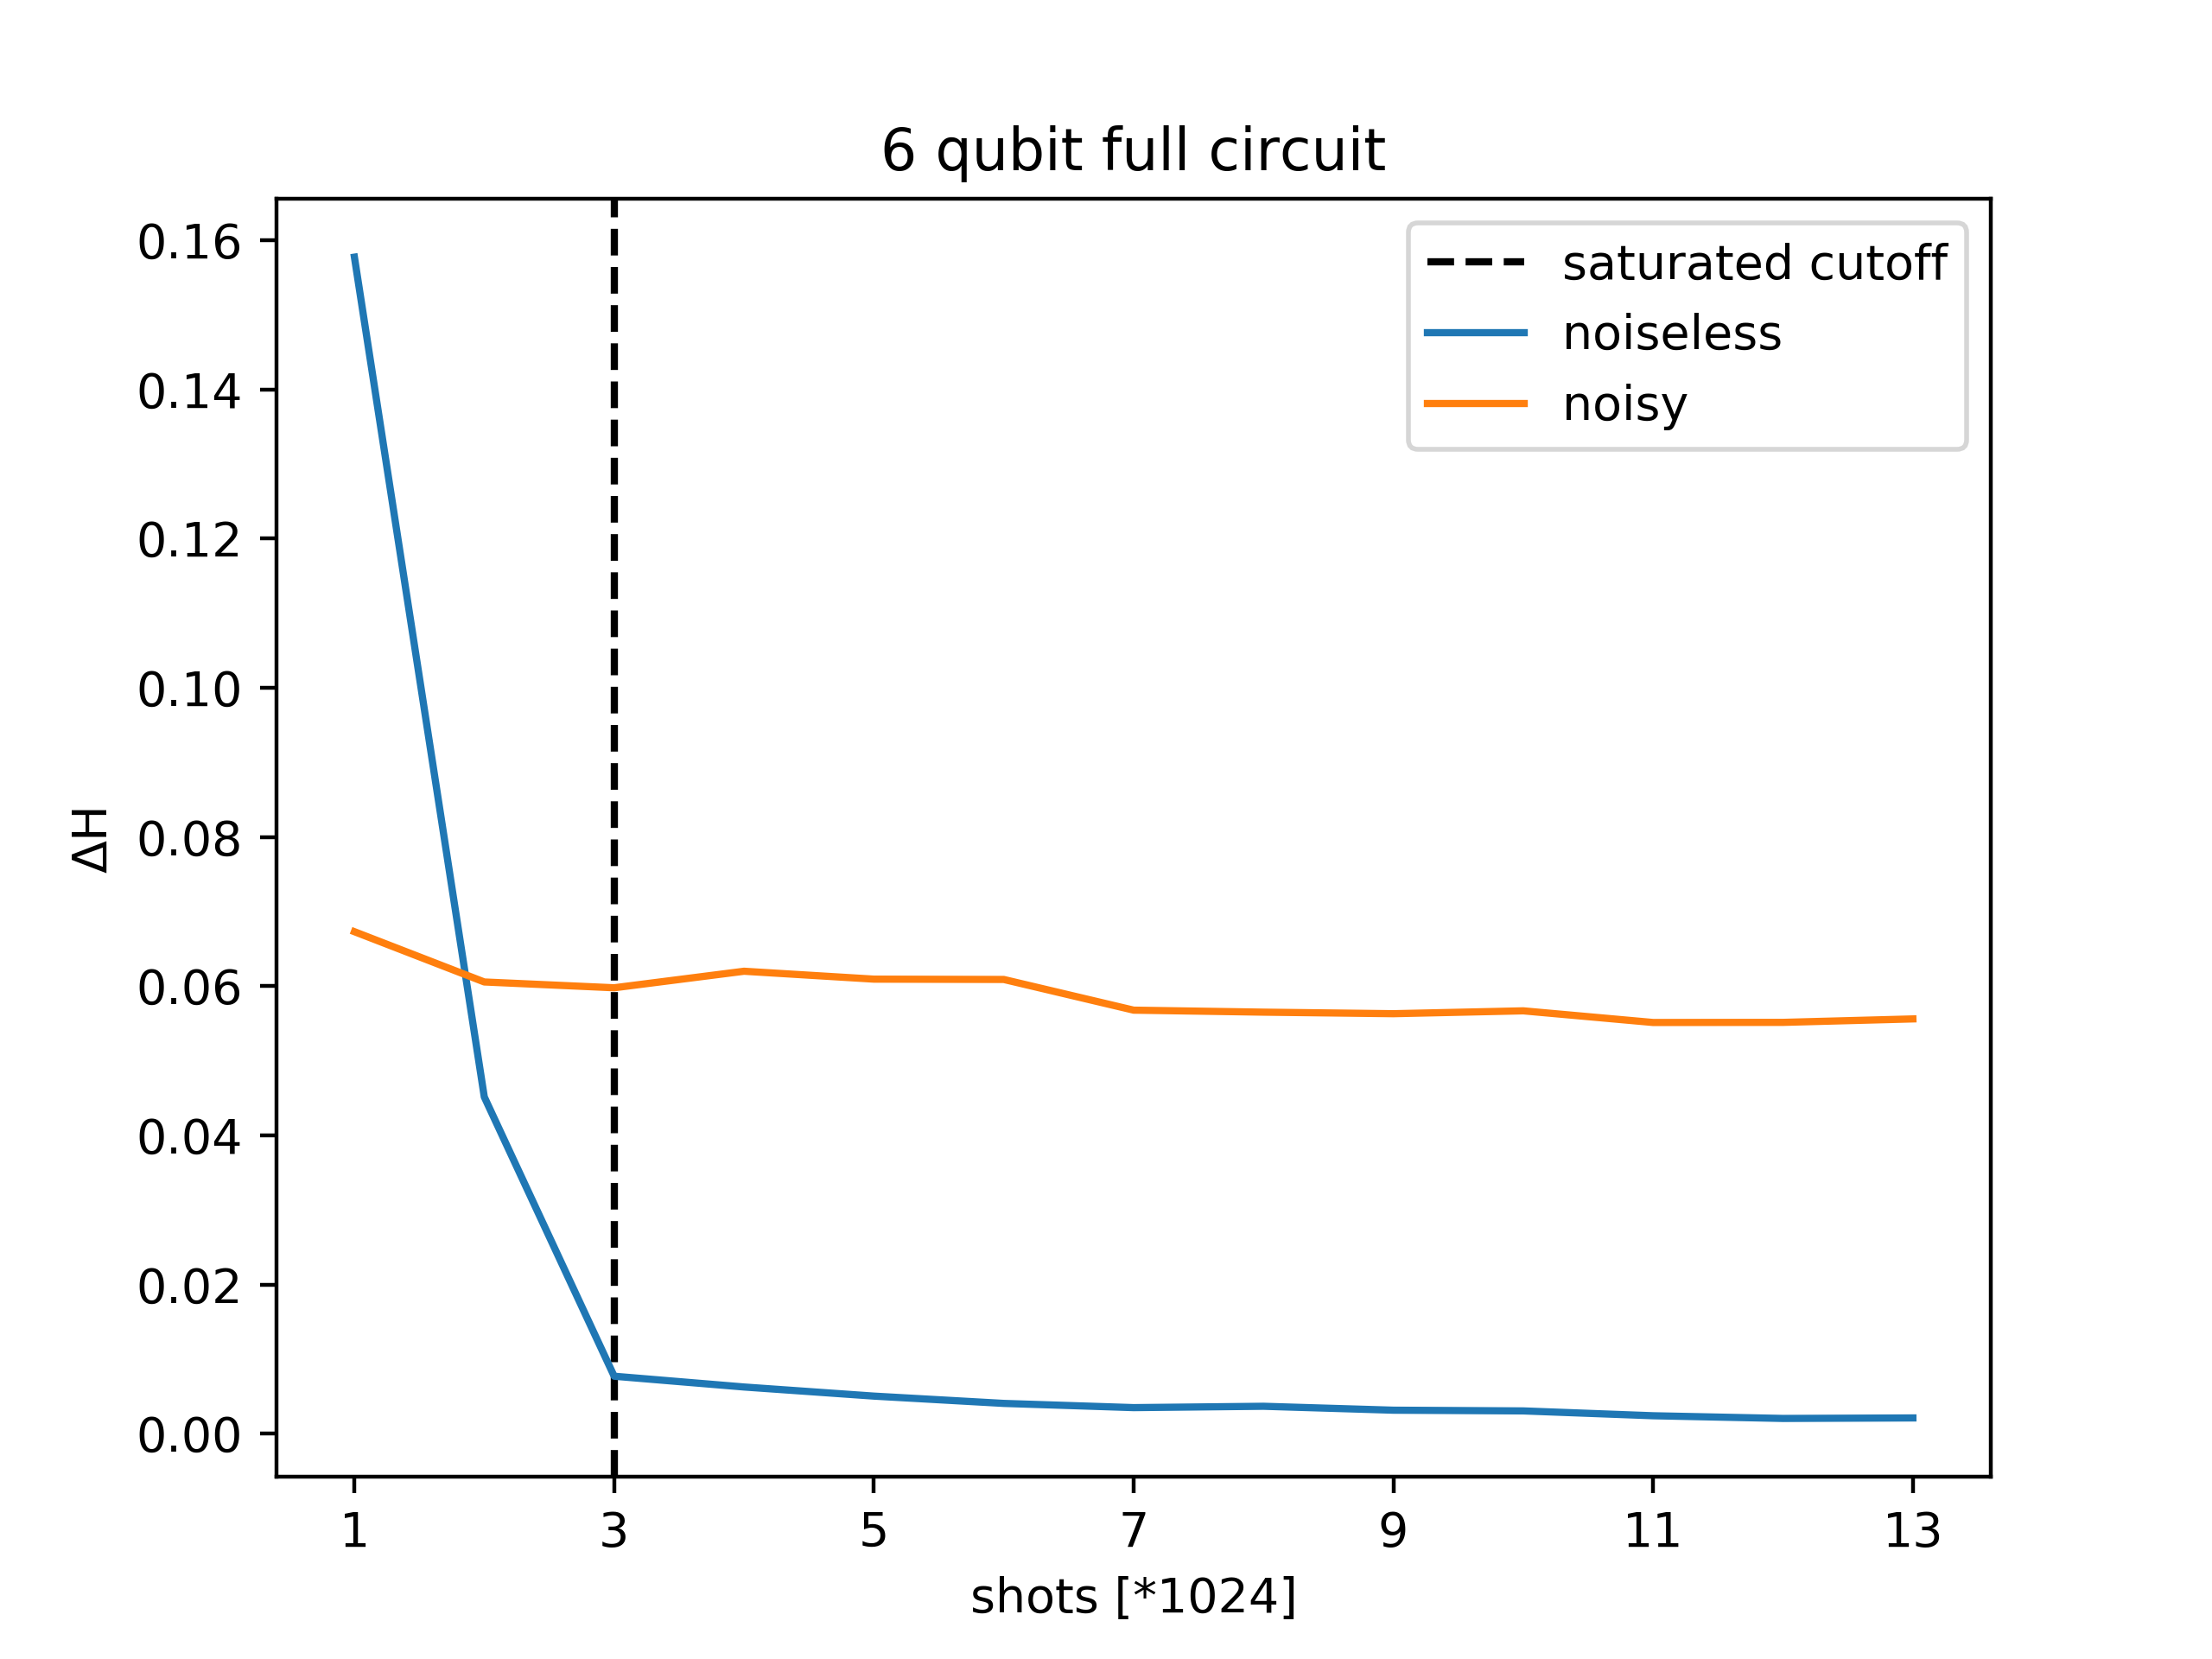 6 qubit full circuit
saturated cutoff
noiseless
noisy
0.16
0.14
0.12
0.10
0.08
0.06
0.04
0.02
0.00
ΔH
1 3 5 7 9 11 13
shots [*1024]